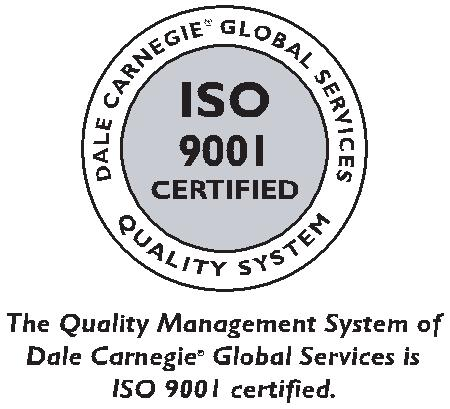 DALE CARNEGIE® GLOBAL SERVICES
ISO
9001
CERTIFIED
QUALITY SYSTEM
The Quality Management System of
Dale Carnegie® Global Services is
ISO 9001 certified.